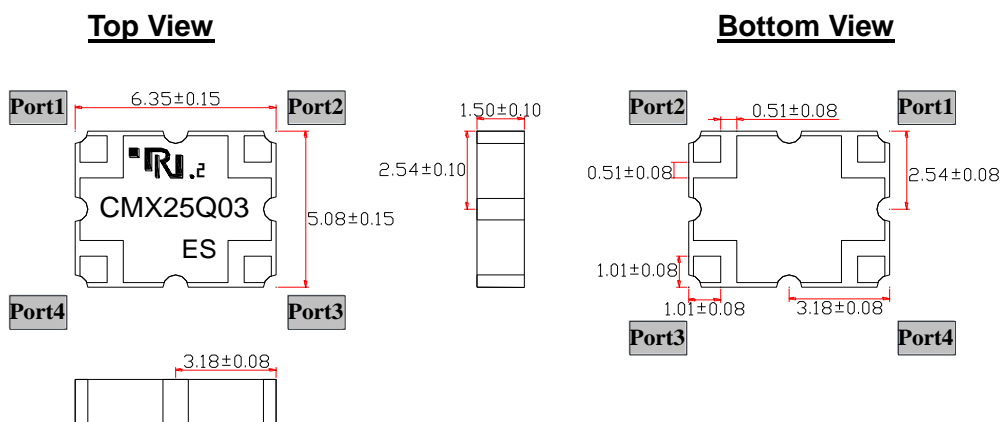 Top View
Bottom View
Port1
6.35±0.15
Port2
1.50±0.10
Port2
0.51±0.08
Port1
2.54±0.10
0.51±0.08
2.54±0.08
CMX25Q03
5.08±0.15
ES
1.01±0.08
1.01±0.08
3.18±0.08
Port4
Port3
Port3
Port4
3.18±0.08